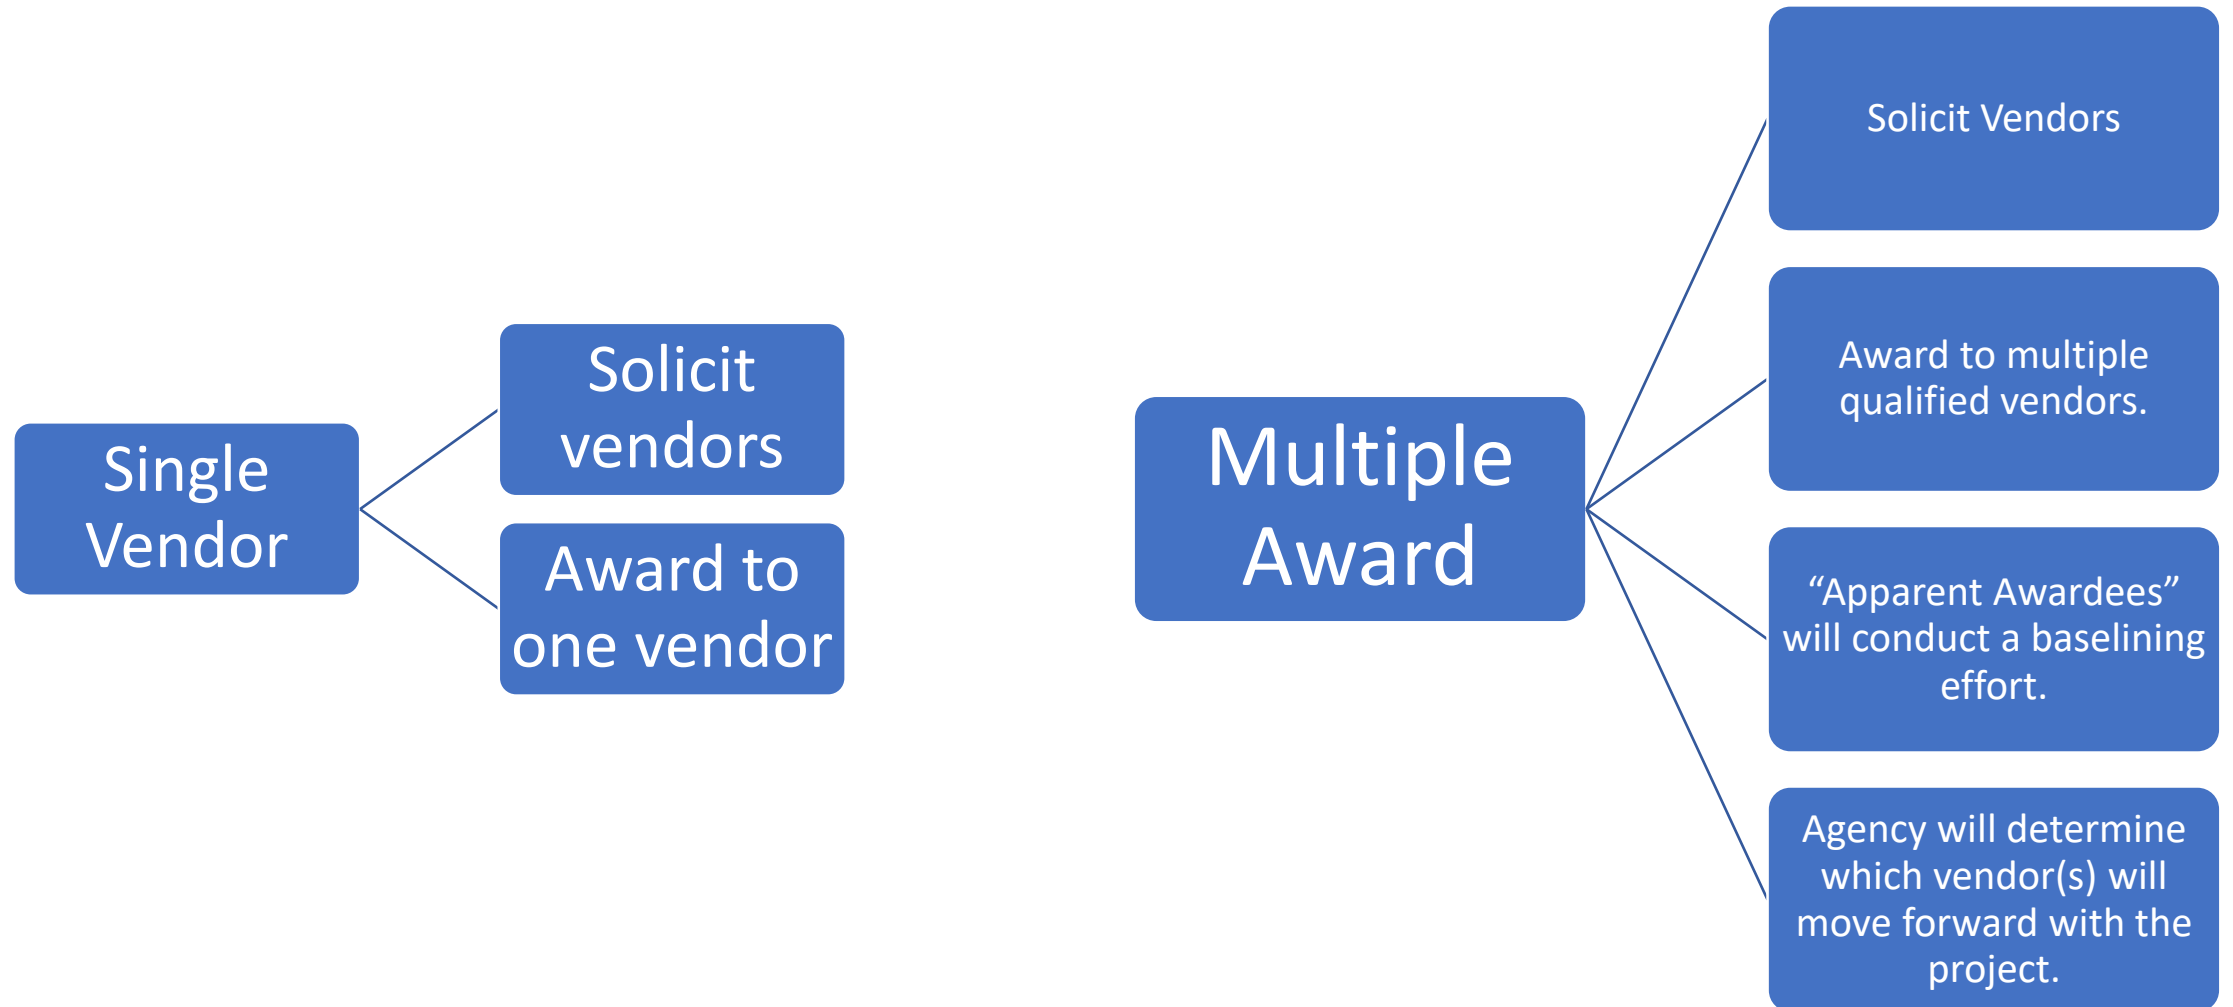 Single
Vendor
Solicit
vendors
Award to
one vendor
Multiple
Award
Solicit Vendors
Award to multiple
qualified vendors.
“Apparent Awardees”
will conduct a baselining
effort.
Agency will determine
which vendor(s) will
move forward with the
project.